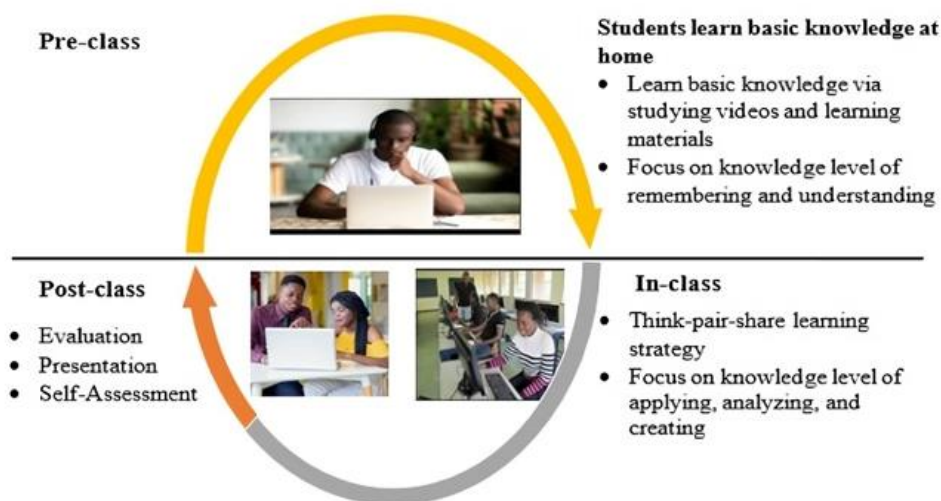 Pre-class
Students learn basic knowledge at
home
• Learn basic knowledge via
studying videos and learning
materials
• Focus on knowledge level of
remembering and understanding
Post-class
• Evaluation
• Presentation
• Self-Assessment
In-class
• Think-pair-share learning
strategy
• Focus on knowledge level of
applying, analyzing, and
creating